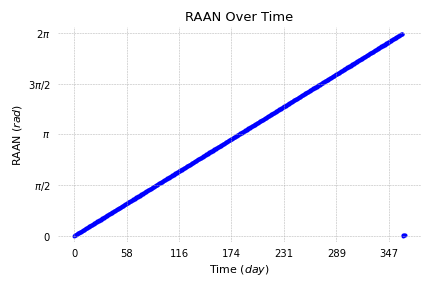 RAAN Over Time
2π
3π/2
π
π/2
0
RAAN (rad)
0 58 116 174 231 289 347
Time (day)